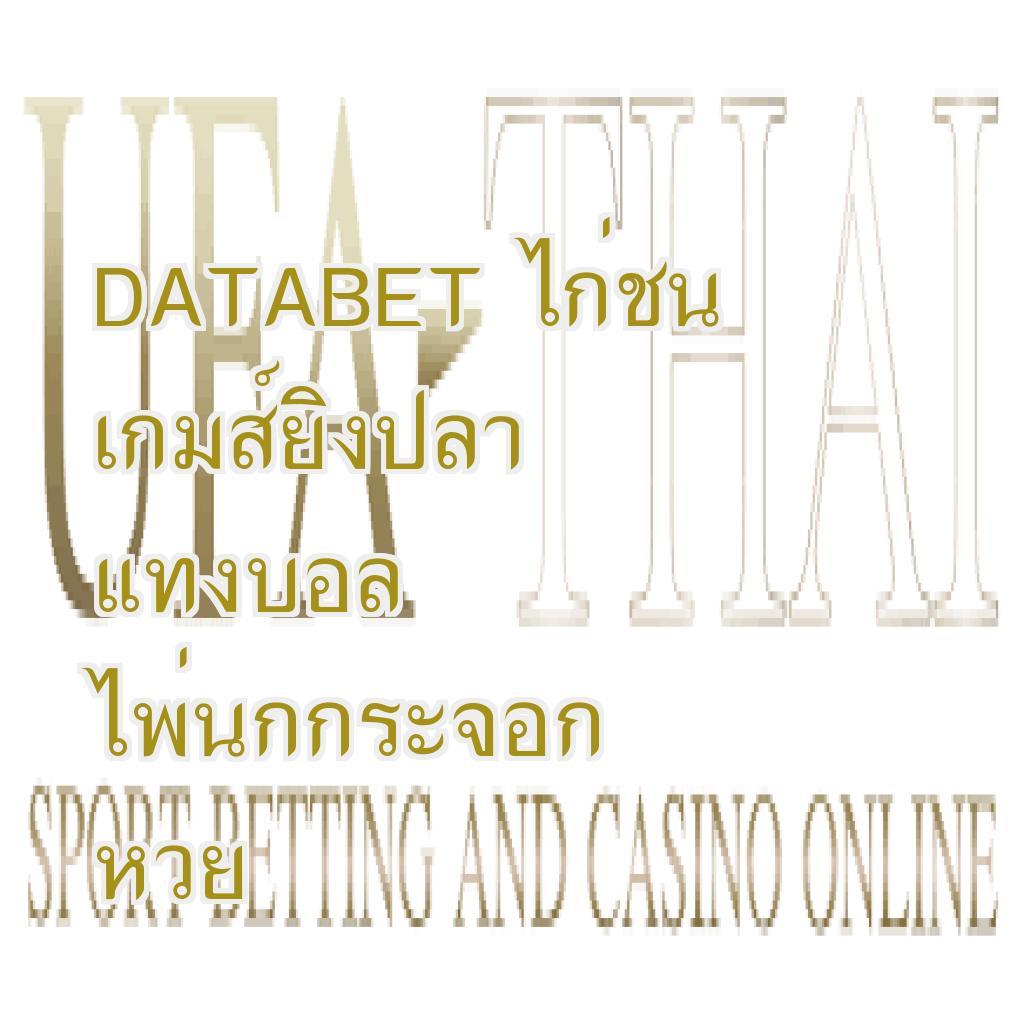 UFA THAI
DATABET ไก่ชน
เกมส์ยิงปลา
แทงบอล
ไพ่นกกระจอก
หวย
SPORT BETTING AND CASINO ONLINE